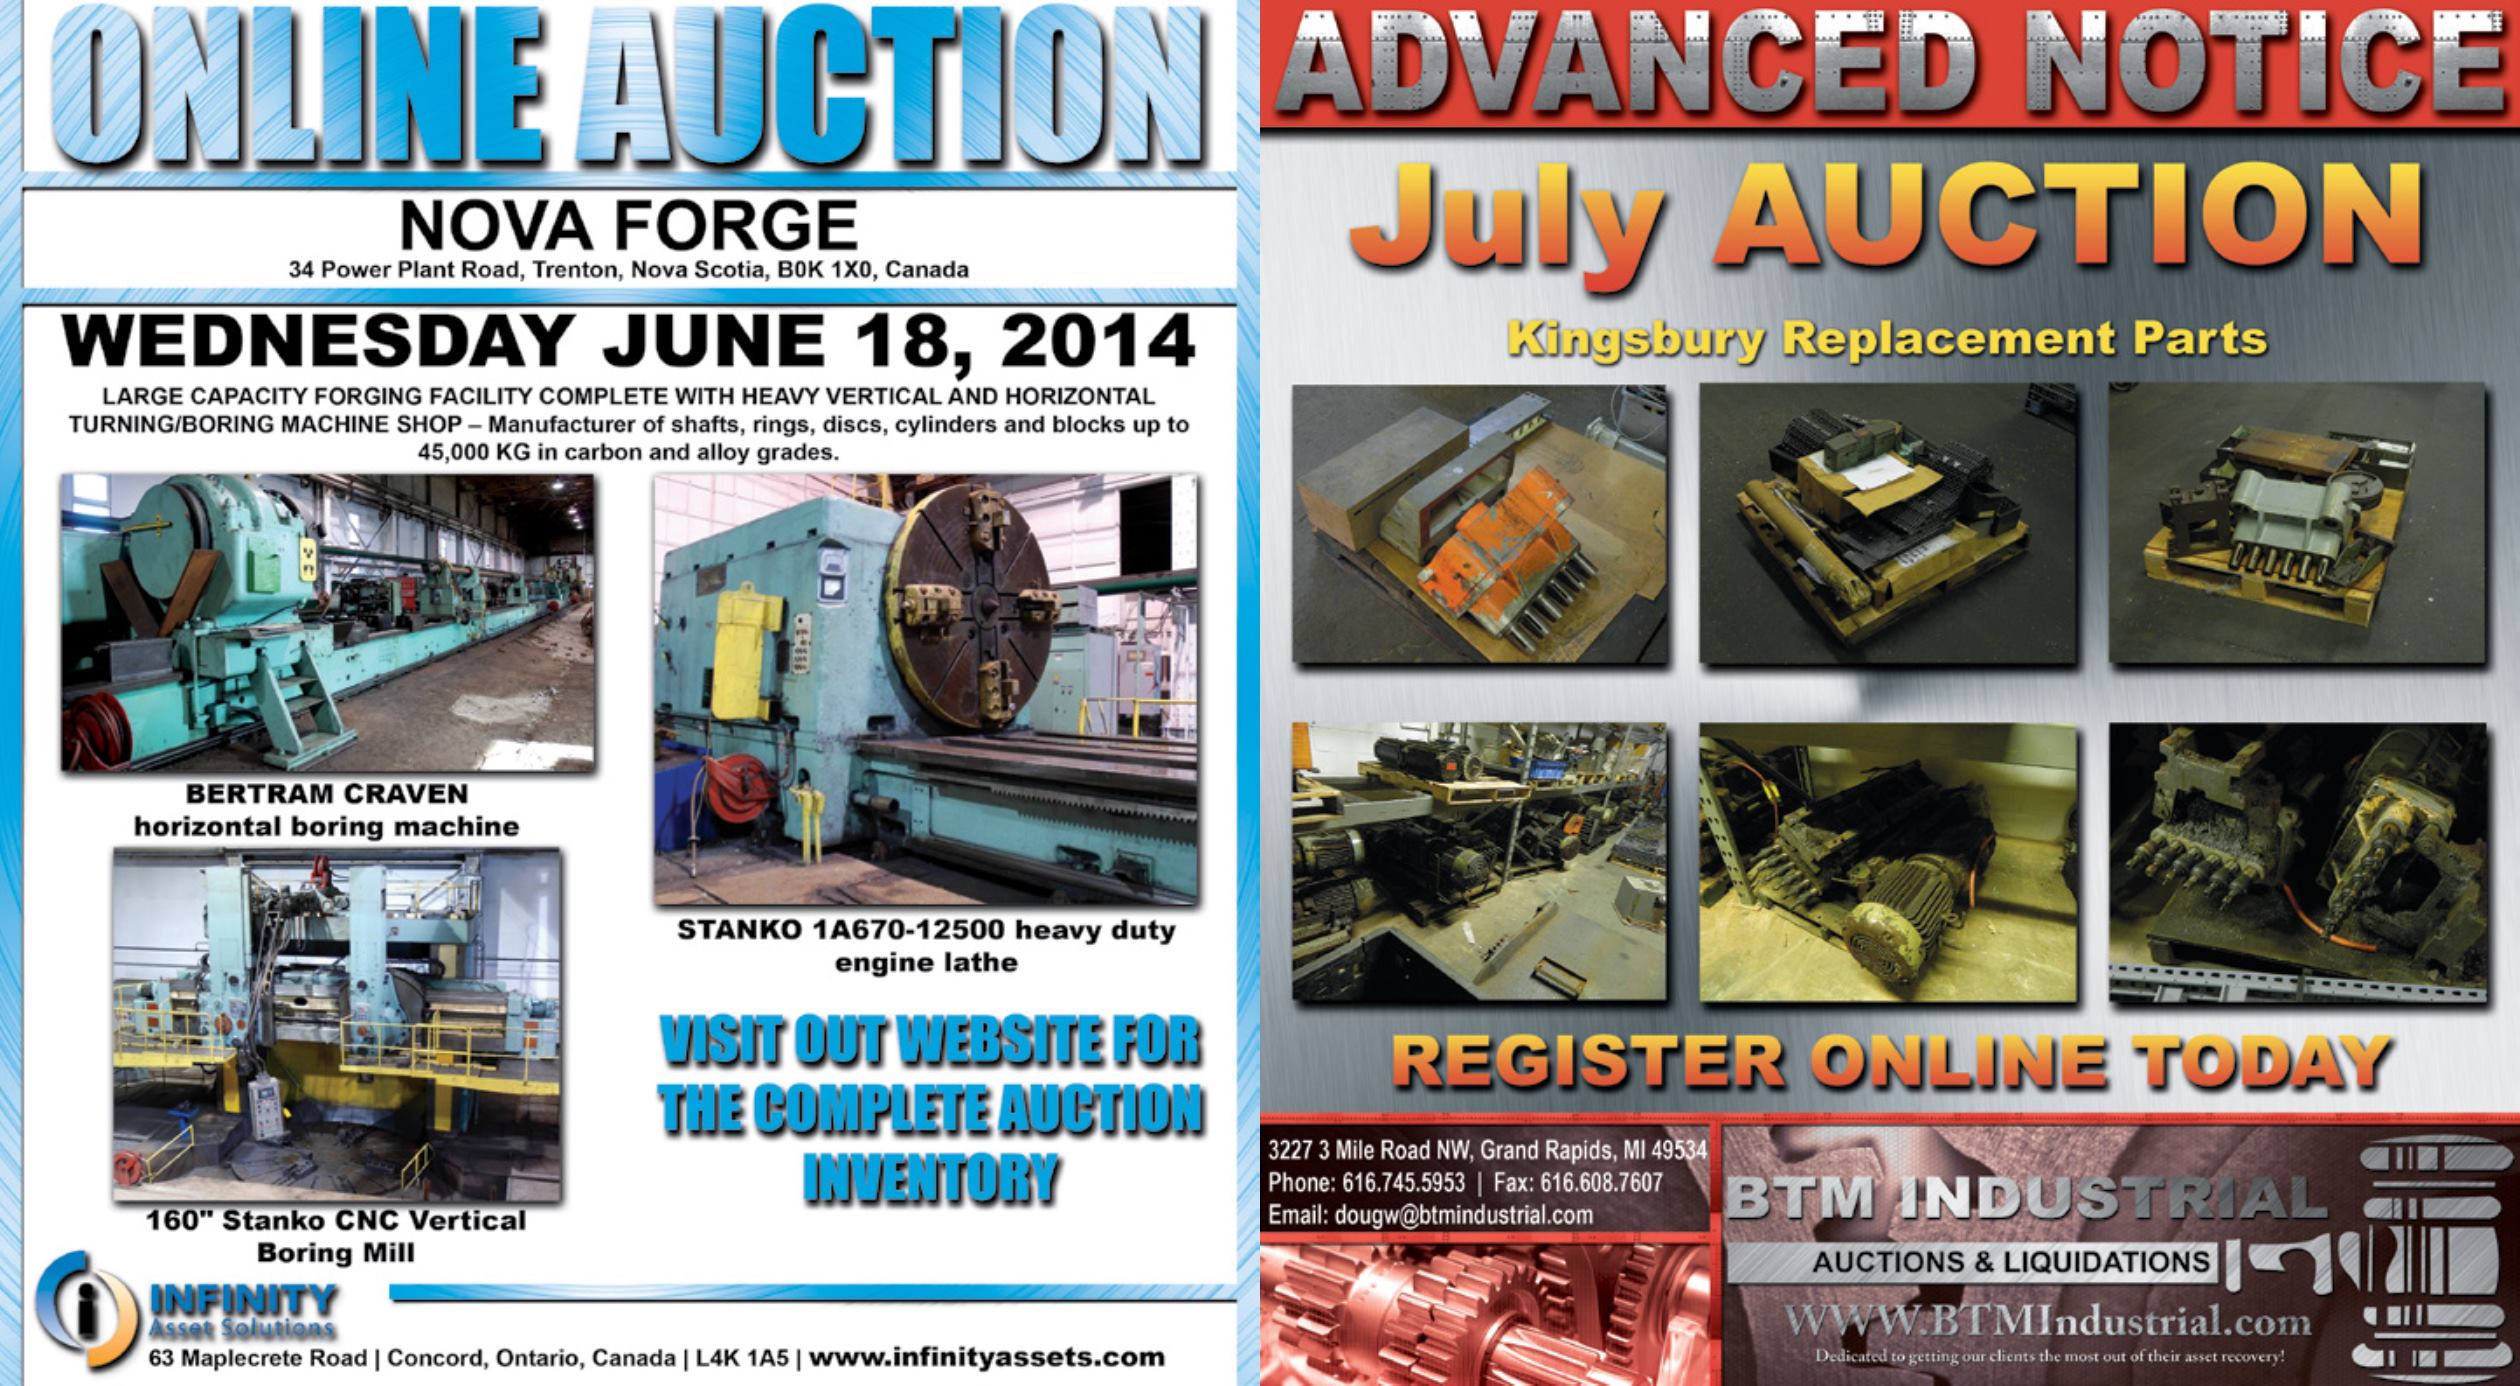 ONLINE AUCTION
NOVA FORGE
34 Power Plant Road, Trenton, Nova Scotia, B0K 1X0, Canada
WEDNESDAY JUNE 18, 2014
LARGE CAPACITY FORGING FACILITY COMPLETE WITH HEAVY VERTICAL AND HORIZONTAL
TURNING/BORING MACHINE SHOP – Manufacturer of shafts, rings, discs, cylinders and blocks up to
45,000 KG in carbon and alloy grades.
BERTRAM CRAVEN
horizontal boring machine
STANKO 1A670-12500 heavy duty
engine lathe
160" Stanko CNC Vertical
Boring Mill
VISIT OUT WEBSITE FOR
THE COMPLETE AUCTION
INVENTORY
INFINITY
Asset Solutions
63 Maplecrete Road | Concord, Ontario, Canada | L4K 1A5 | www.infinityassets.com
ADVANCED NOTICE
July AUCTION
Kingsbury Replacement Parts
REGISTER ONLINE TODAY
3227 3 Mile Road NW, Grand Rapids, MI 49534
Phone: 616.745.5953 | Fax: 616.608.7607
Email: dougw@btmindustrial.com
BTM INDUSTRIAL
AUCTIONS & LIQUIDATIONS
WWW.BTMIndustrial.com
Dedicated to getting our clients the most out of their asset recovery!